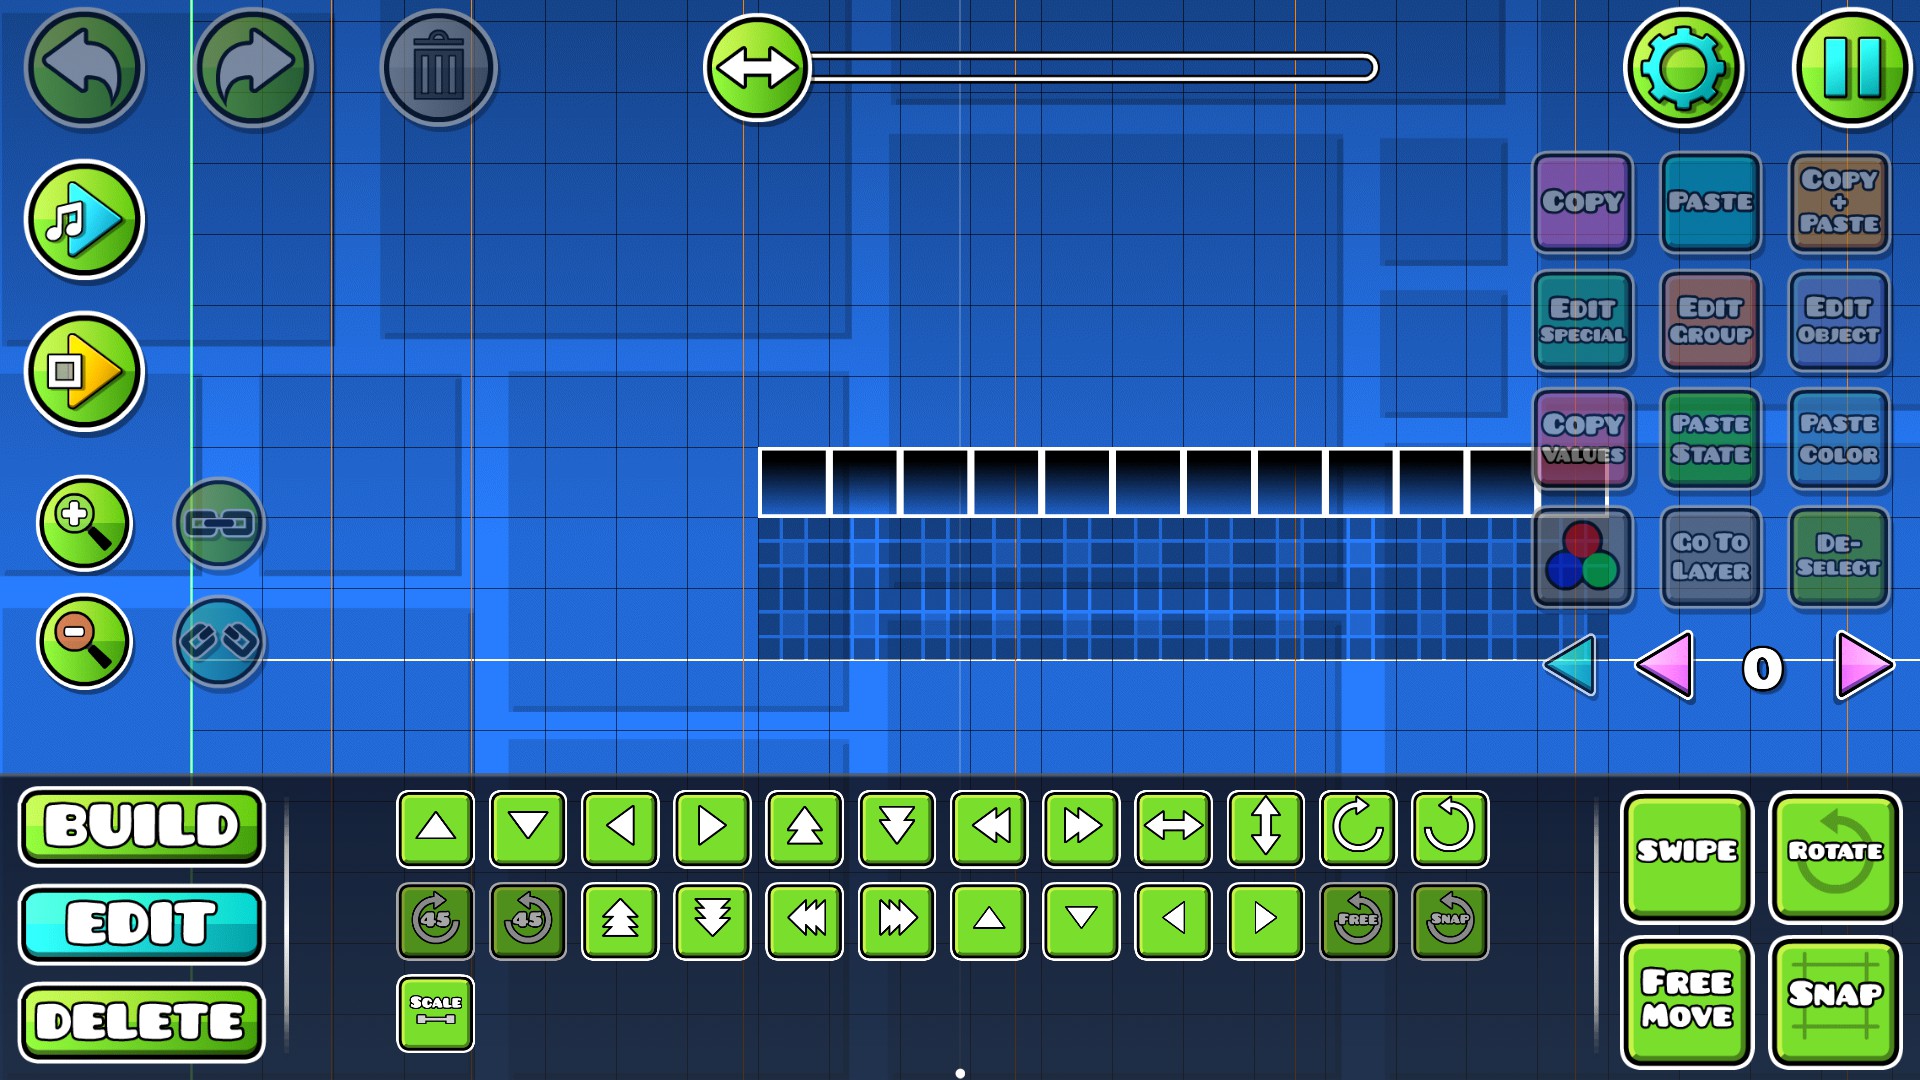 COPY
PASTE
COPY
+
PASTE
EDIT
SPECIAL
EDIT
GROUP
EDIT
OBJECT
COPY
VALUES
PASTE
STATE
PASTE
COLOR
GO TO
LAYER
DE-
SELECT
0
BUILD
EDIT
DELETE
45
45
FREE
SNAP
SCALE
SWIPE
ROTATE
FREE
MOVE
SNAP